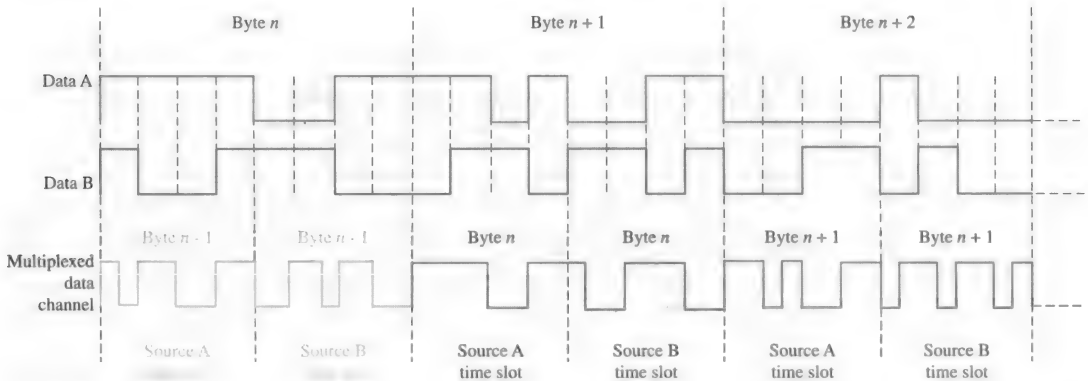 Byte n Byte n + 1 Byte n + 2
Data A
Data B
Byte n - 1 Byte n - 1 Byte n Byte n Byte n + 1 Byte n + 1
Multiplexed
data
channel
Source A Source B Source A Source B Source A Source B
time slot time slot time slot time slot